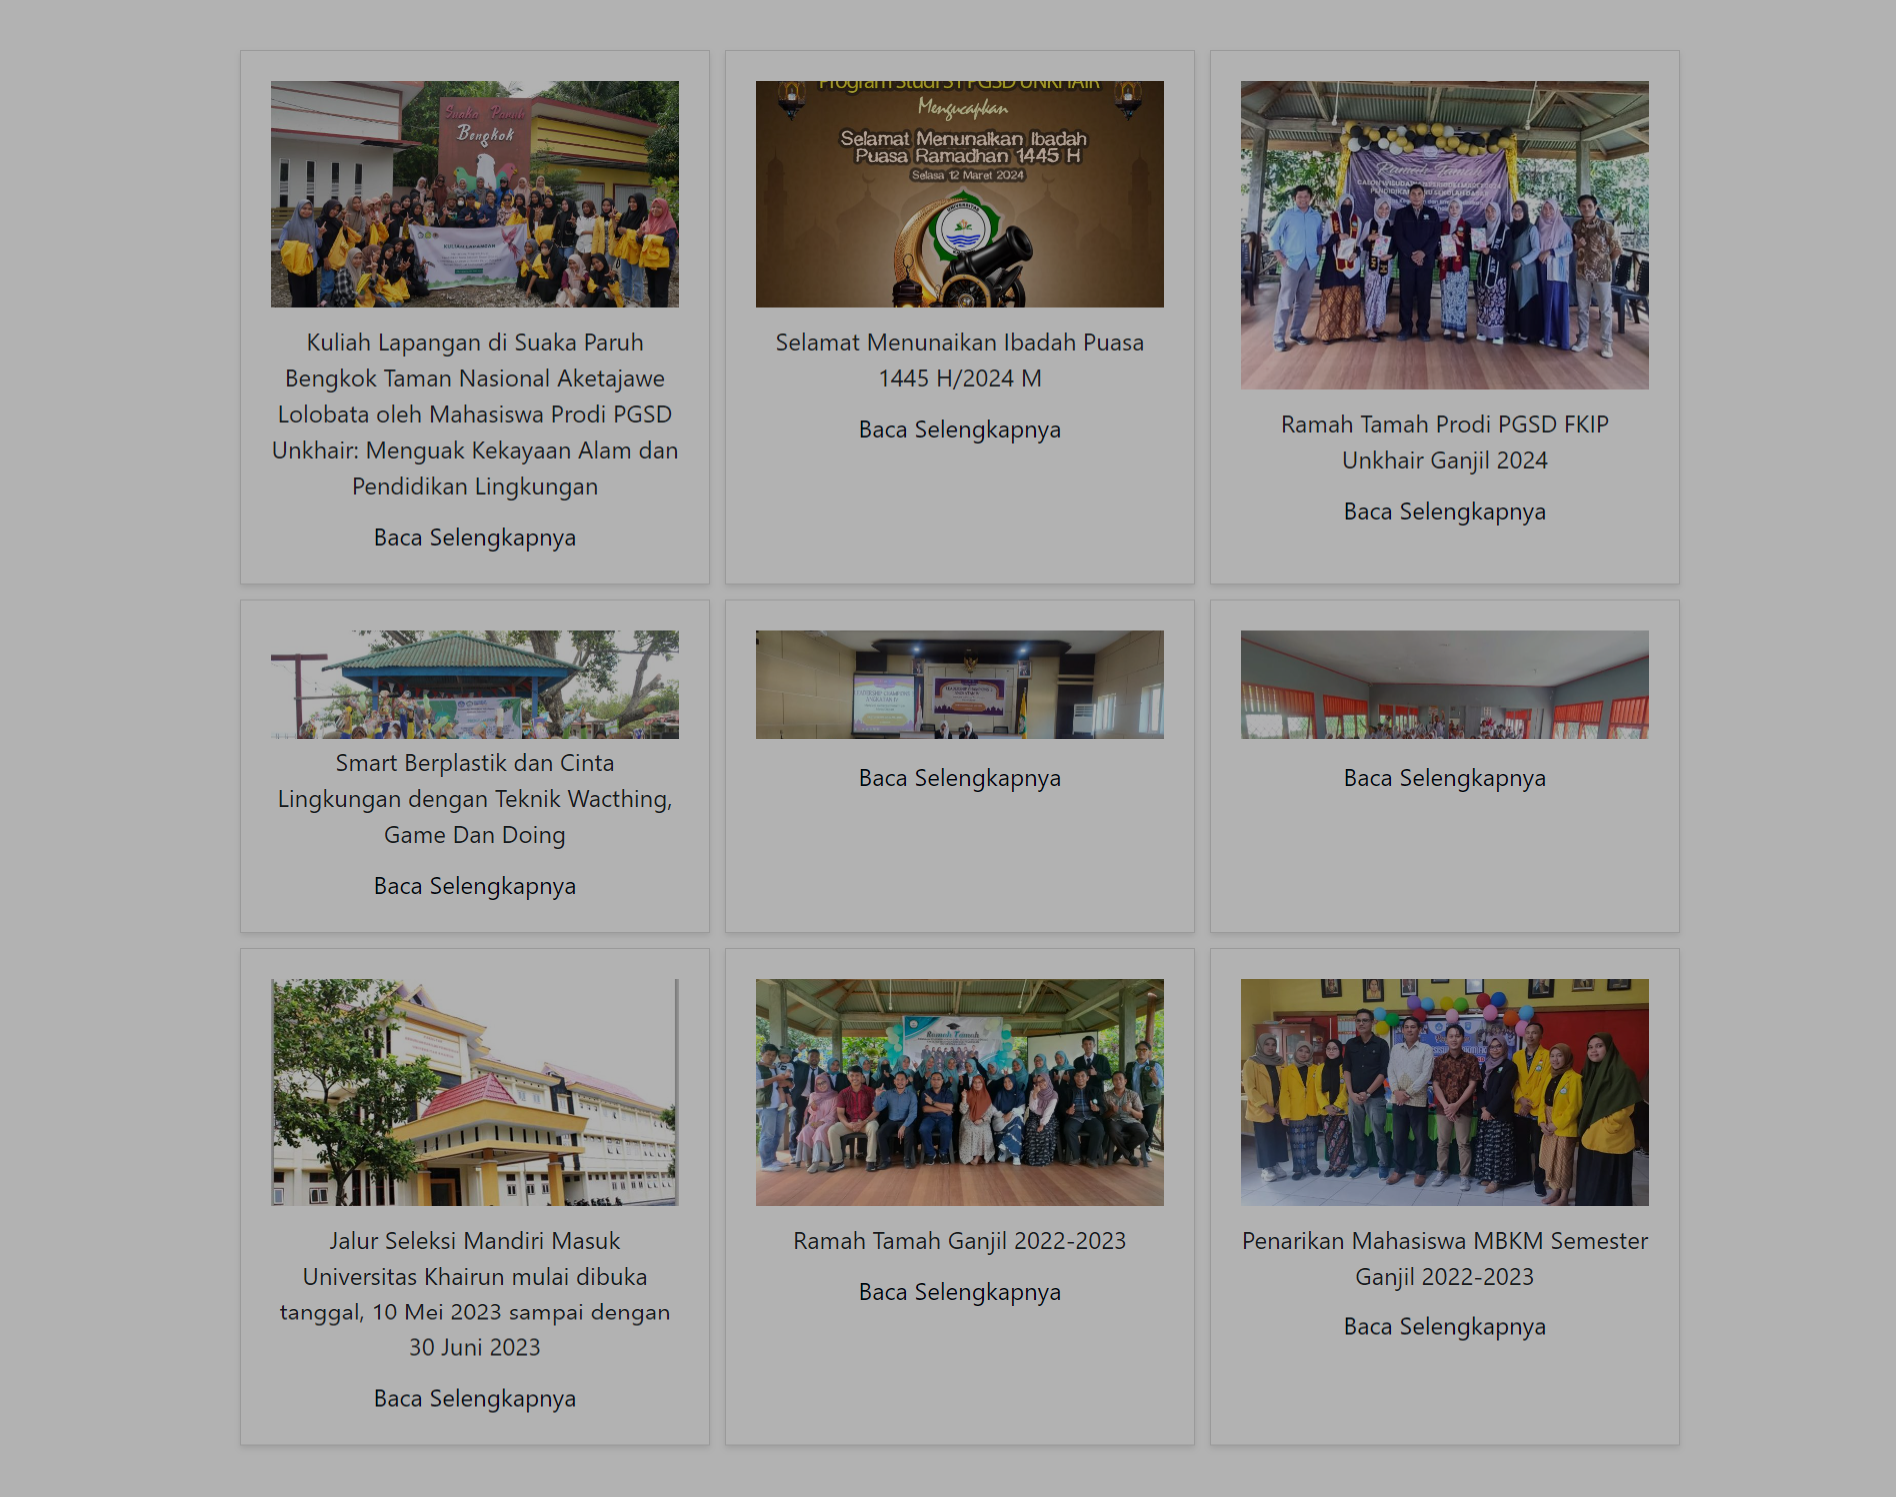 Suaka Paruh
Bengkok
KULIAH LAPANGAN
Kuliah Lapangan di Suaka Paruh
Bengkok Taman Nasional Aketajawe
Lolobata oleh Mahasiswa Prodi PGSD
Unkhair: Menguak Kekayaan Alam dan
Pendidikan Lingkungan
Baca Selengkapnya
Program Studi S1 PGSD UNKHAIR
Mengucapkan
Selamat Menunaikan Ibadah
Puasa Ramadhan 1445 H
Selasa 12 Maret 2024
UNIVERSITAS
Selamat Menunaikan Ibadah Puasa
1445 H/2024 M
Baca Selengkapnya
Ramah Tamah
Ramah Tamah Prodi PGSD FKIP
Unkhair Ganjil 2024
Baca Selengkapnya
Smart Berplastik dan Cinta
Lingkungan dengan Teknik Wacthing,
Game Dan Doing
Baca Selengkapnya
Baca Selengkapnya
Baca Selengkapnya
Jalur Seleksi Mandiri Masuk
Universitas Khairun mulai dibuka
tanggal, 10 Mei 2023 sampai dengan
30 Juni 2023
Baca Selengkapnya
Ramah Tamah
Ramah Tamah Ganjil 2022-2023
Baca Selengkapnya
Penarikan Mahasiswa MBKM Semester
Ganjil 2022-2023
Baca Selengkapnya